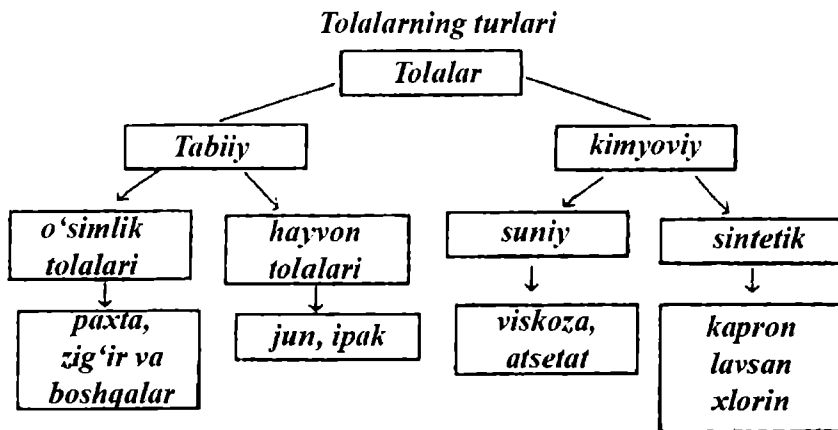 Tolalarning turlari
Tolalar
Tabiiy
kimyoviy
o‘simlik
tolalari
hayvon
tolalari
suniy
sintetik
paxta,
zig‘ir va
boshqalar
jun, ipak
viskoza,
atsetat
kapron
lavsan
xlorin